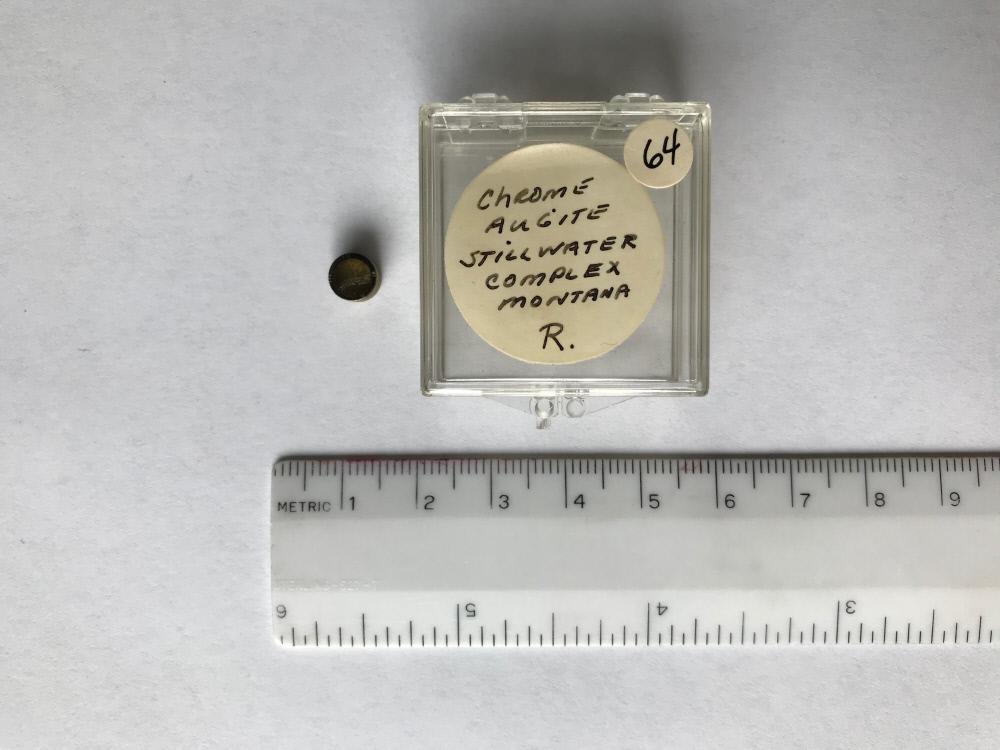 64
CHROME
AUGITE
STILLWATER
COMPLEX
MONTANA
R.
METRIC 1 2 3 4 5 6 7 8 9
6 5 4 3